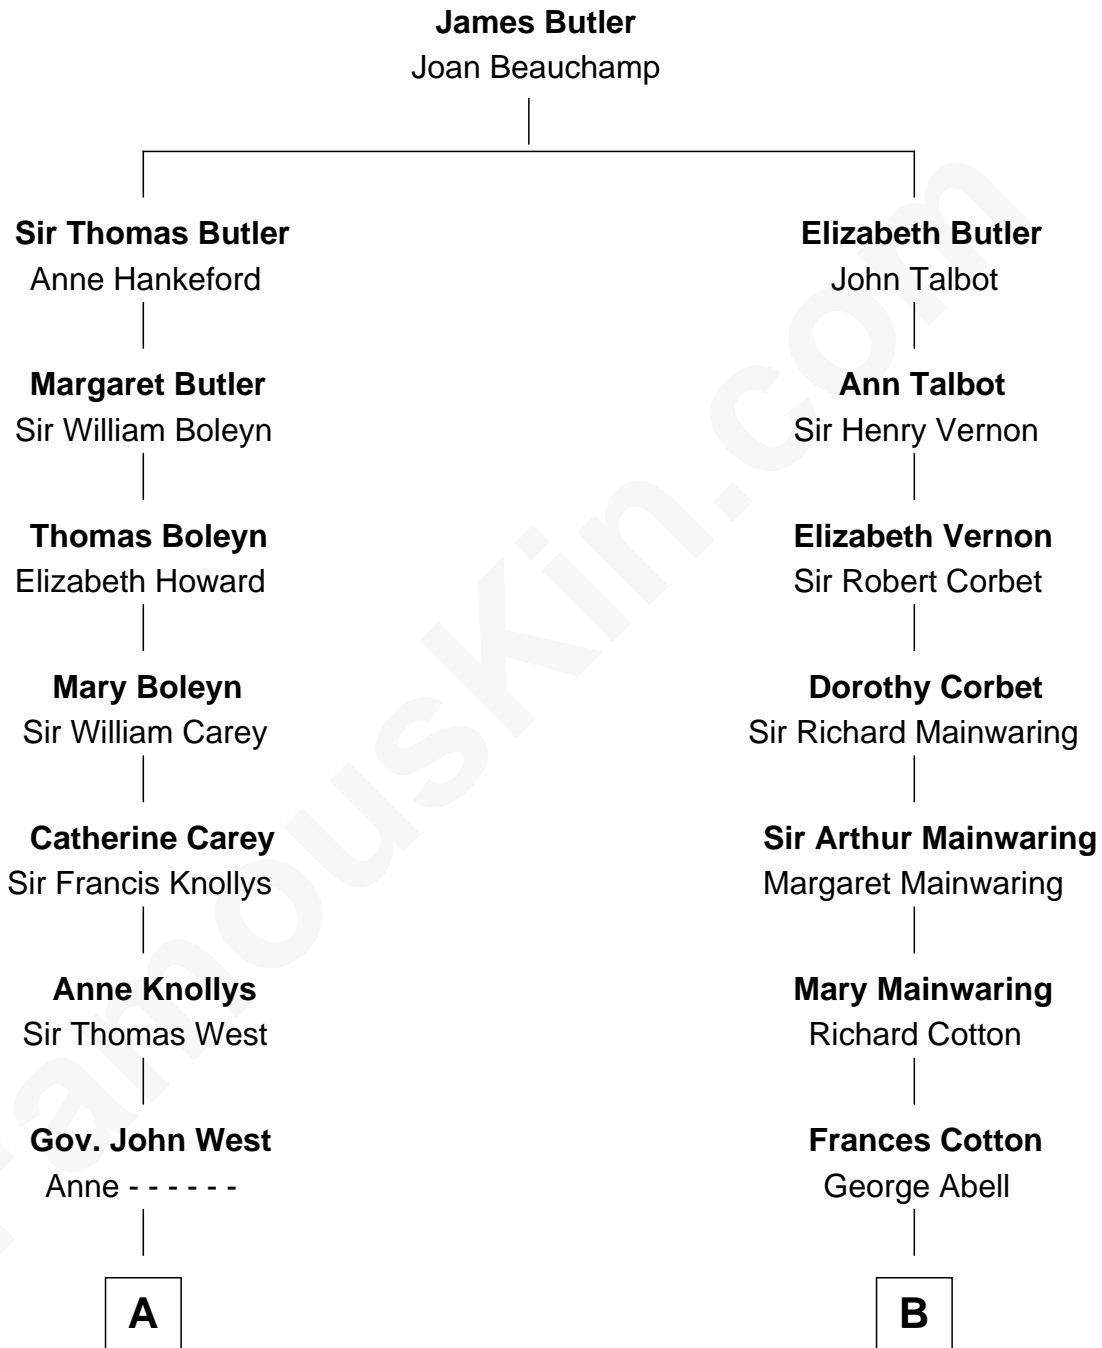 James Butler
Joan Beauchamp
Sir Thomas Butler
Anne Hankeford
Elizabeth Butler
John Talbot
Margaret Butler
Sir William Boleyn
Ann Talbot
Sir Henry Vernon
Thomas Boleyn
Elizabeth Howard
Elizabeth Vernon
Sir Robert Corbet
Mary Boleyn
Sir William Carey
Dorothy Corbet
Sir Richard Mainwaring
Catherine Carey
Sir Francis Knollys
Sir Arthur Mainwaring
Margaret Mainwaring
Anne Knollys
Sir Thomas West
Mary Mainwaring
Richard Cotton
Gov. John West
Anne - - - - - -
Frances Cotton
George Abell
A
B
FamousKin.com